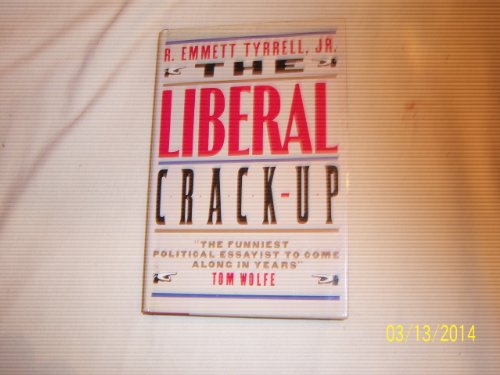 R. EMMETT TYRRELL, JR.
THE
LIBERAL
CRACK-UP
"THE FUNNIEST
POLITICAL ESSAYIST TO COME
ALONG IN YEARS"
TOM WOLFE
03/13/2014